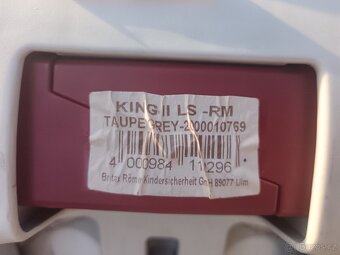 KING II LS -RM
TAUPE GREY-2000010769
4 000984 111296
Britax Römer Kindersicherheit GmbH 89077 Ulm